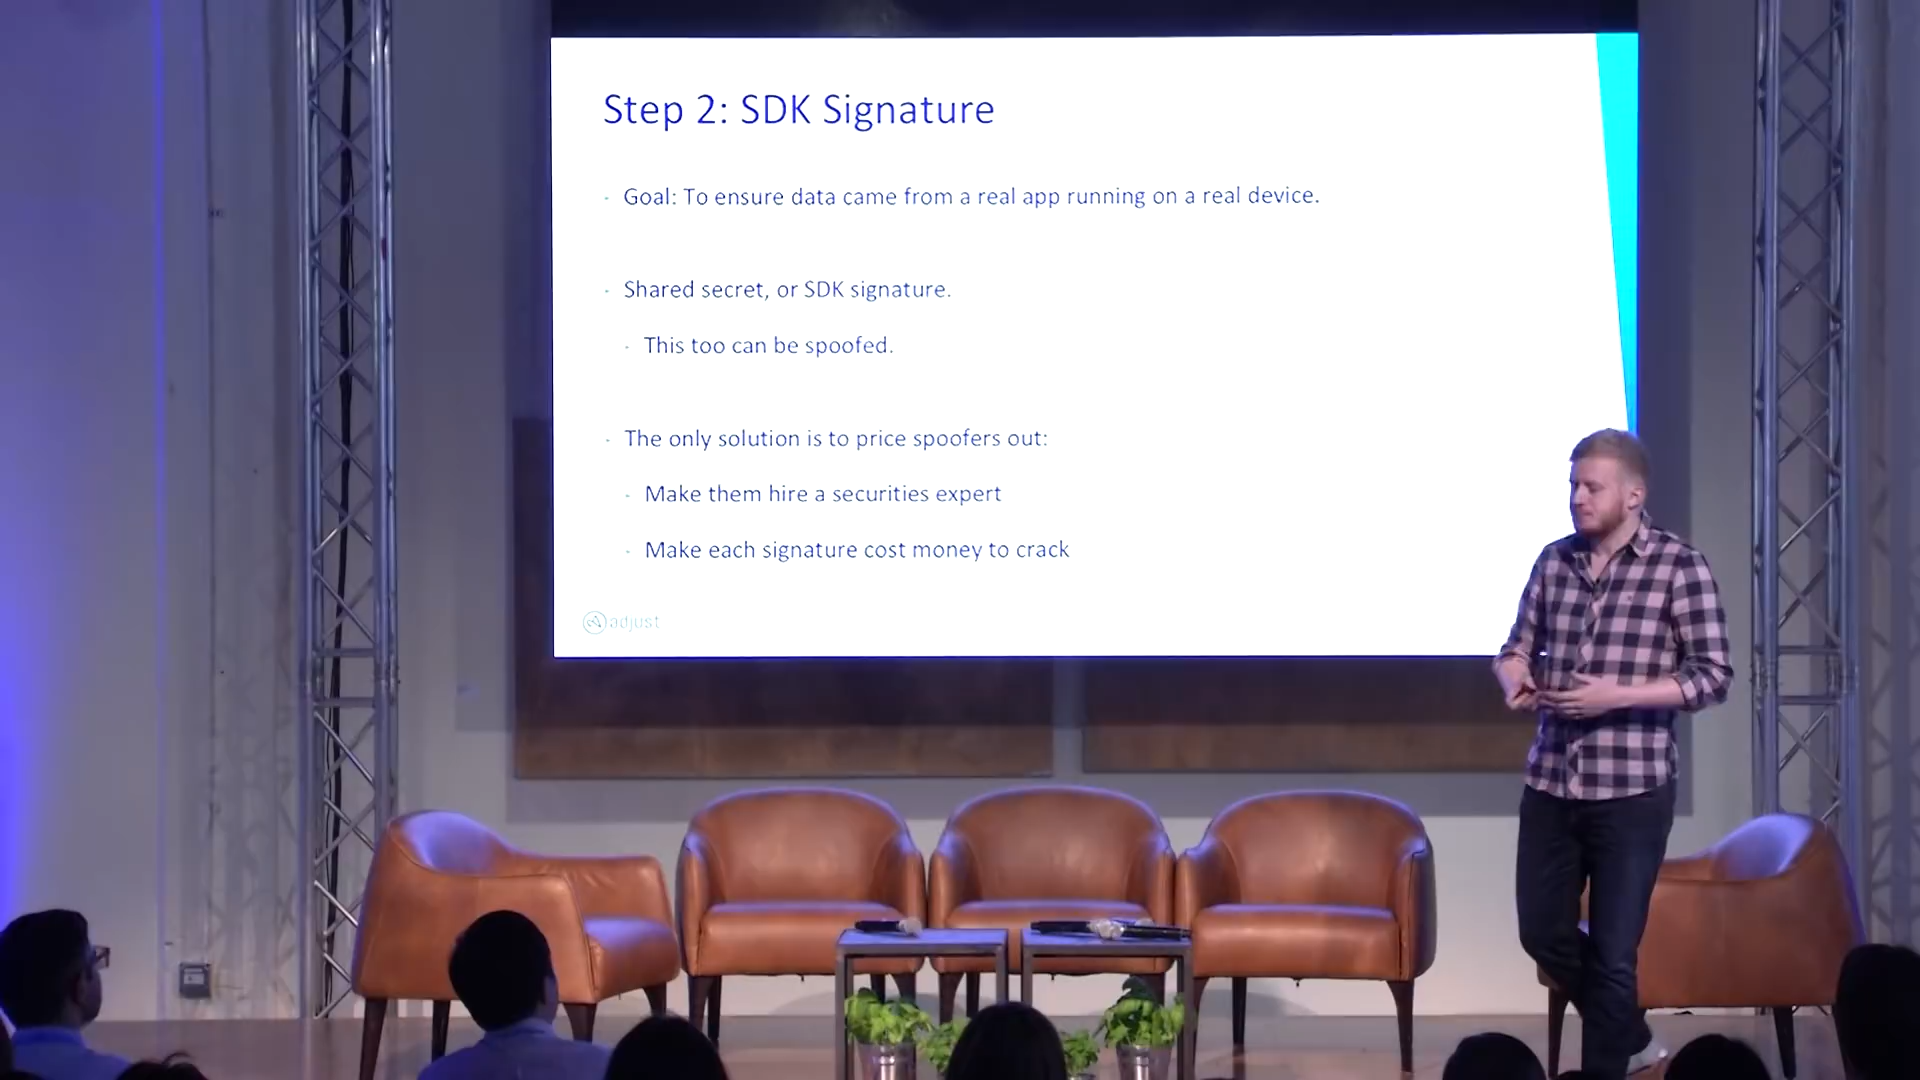 Step 2: SDK Signature
Goal: To ensure data came from a real app running on a real device.
Shared secret, or SDK signature.
This too can be spoofed.
The only solution is to price spoofers out:
Make them hire a securities expert
Make each signature cost money to crack
adjust